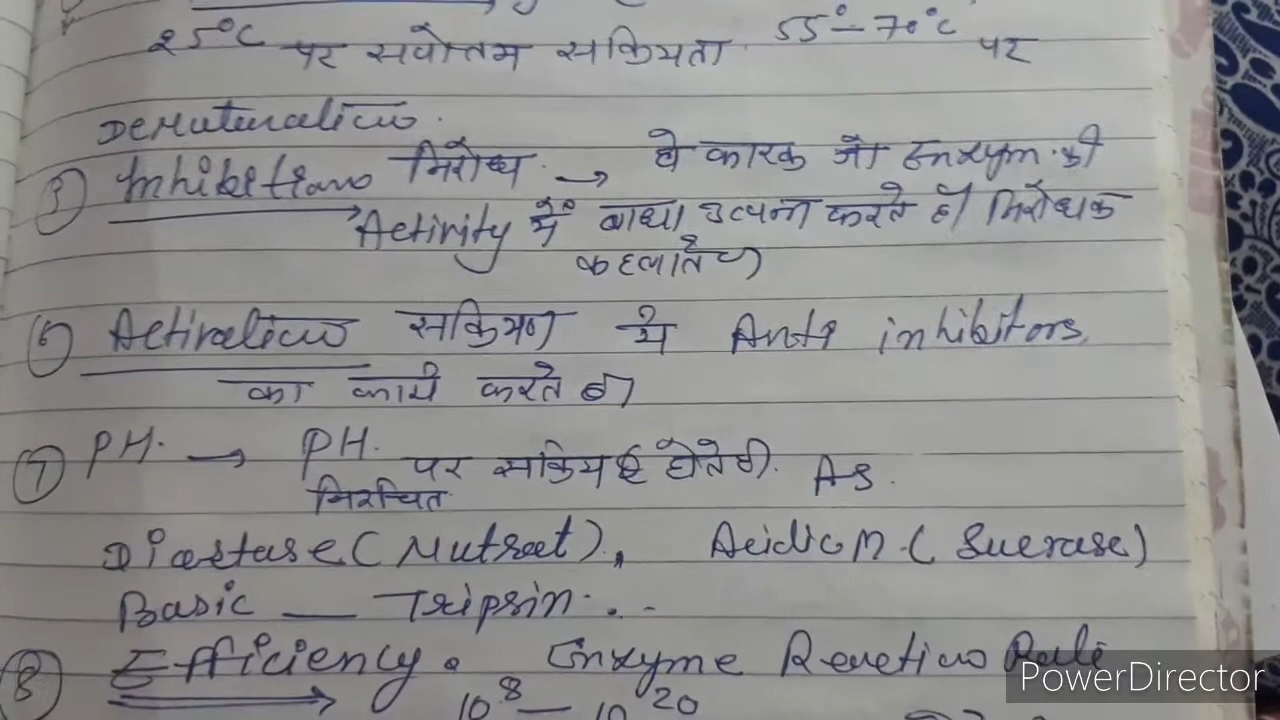 25°C पर सर्वोत्तम सक्रियता 55° - 70°C पर
Denaturation.
5 Inhibitions निरोध → वे कारक जो Enzym. की
Activity में बाधा उत्पन्न करते हैं निरोधक
कहलाते है
6 Activation सक्रियण ये Anti inhibitors
का कार्य करते है
7 PH. → PH. पर सक्रिय होते है. As.
निश्चित
Diastase (Nutral), Acidic M. (Sucrase)
Basic — Tripsin...
8 Efficiency. Enzyme Reaction Rate
10⁸ - 10²⁰
PowerDirector